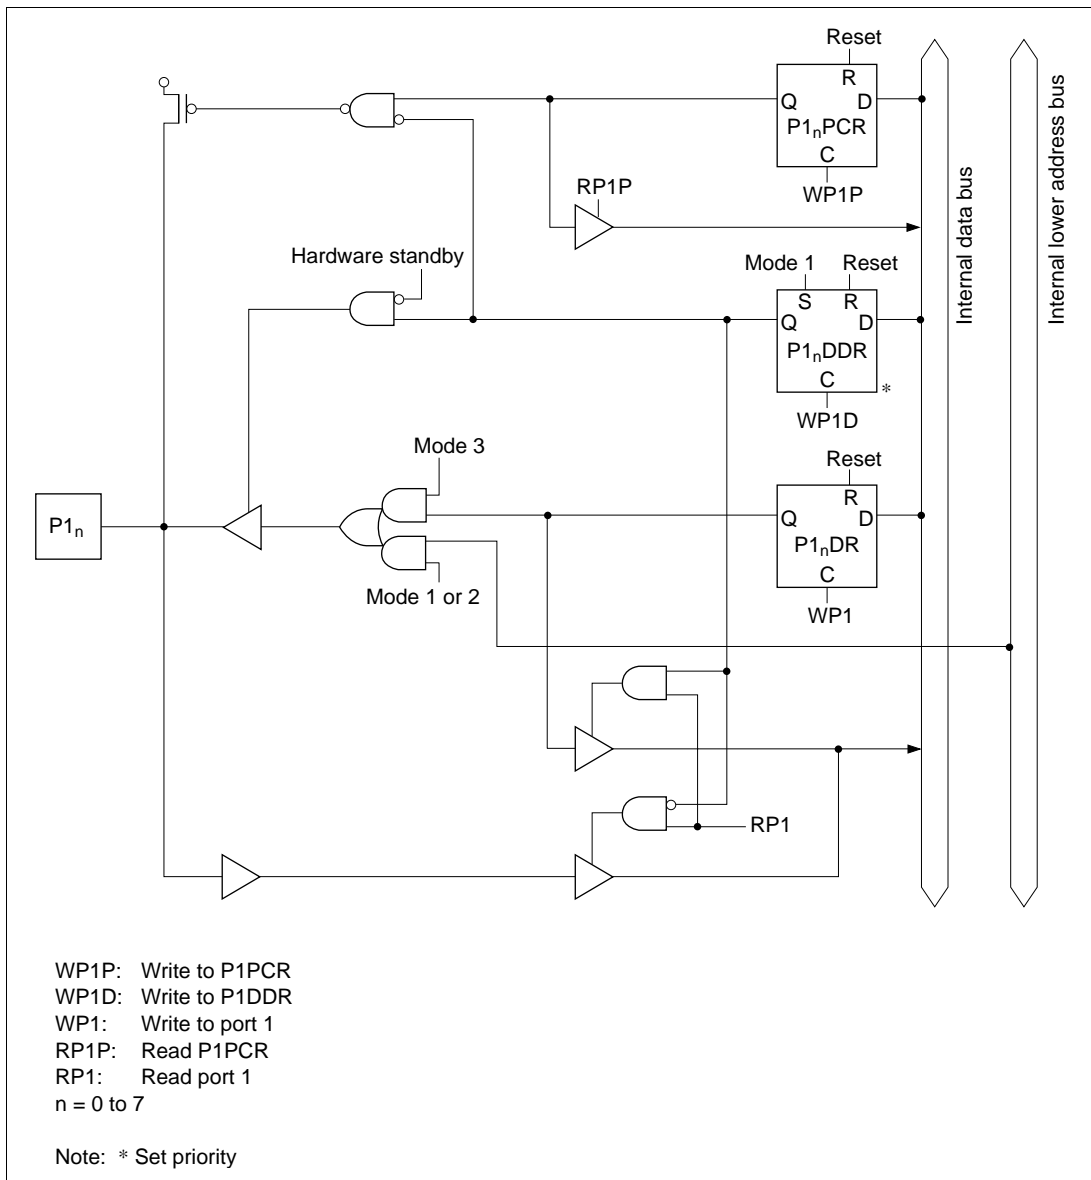 Reset
R
Q D
P1nPCR
C
WP1P
RP1P
Internal data bus
Internal lower address bus
Hardware standby
Mode 1 Reset
S R
Q D
P1nDDR
C
*
WP1D
Mode 3
Reset
R
Q D
P1nDR
C
WP1
P1n
Mode 1 or 2
RP1
WP1P: Write to P1PCR
WP1D: Write to P1DDR
WP1: Write to port 1
RP1P: Read P1PCR
RP1: Read port 1
n = 0 to 7
Note: * Set priority